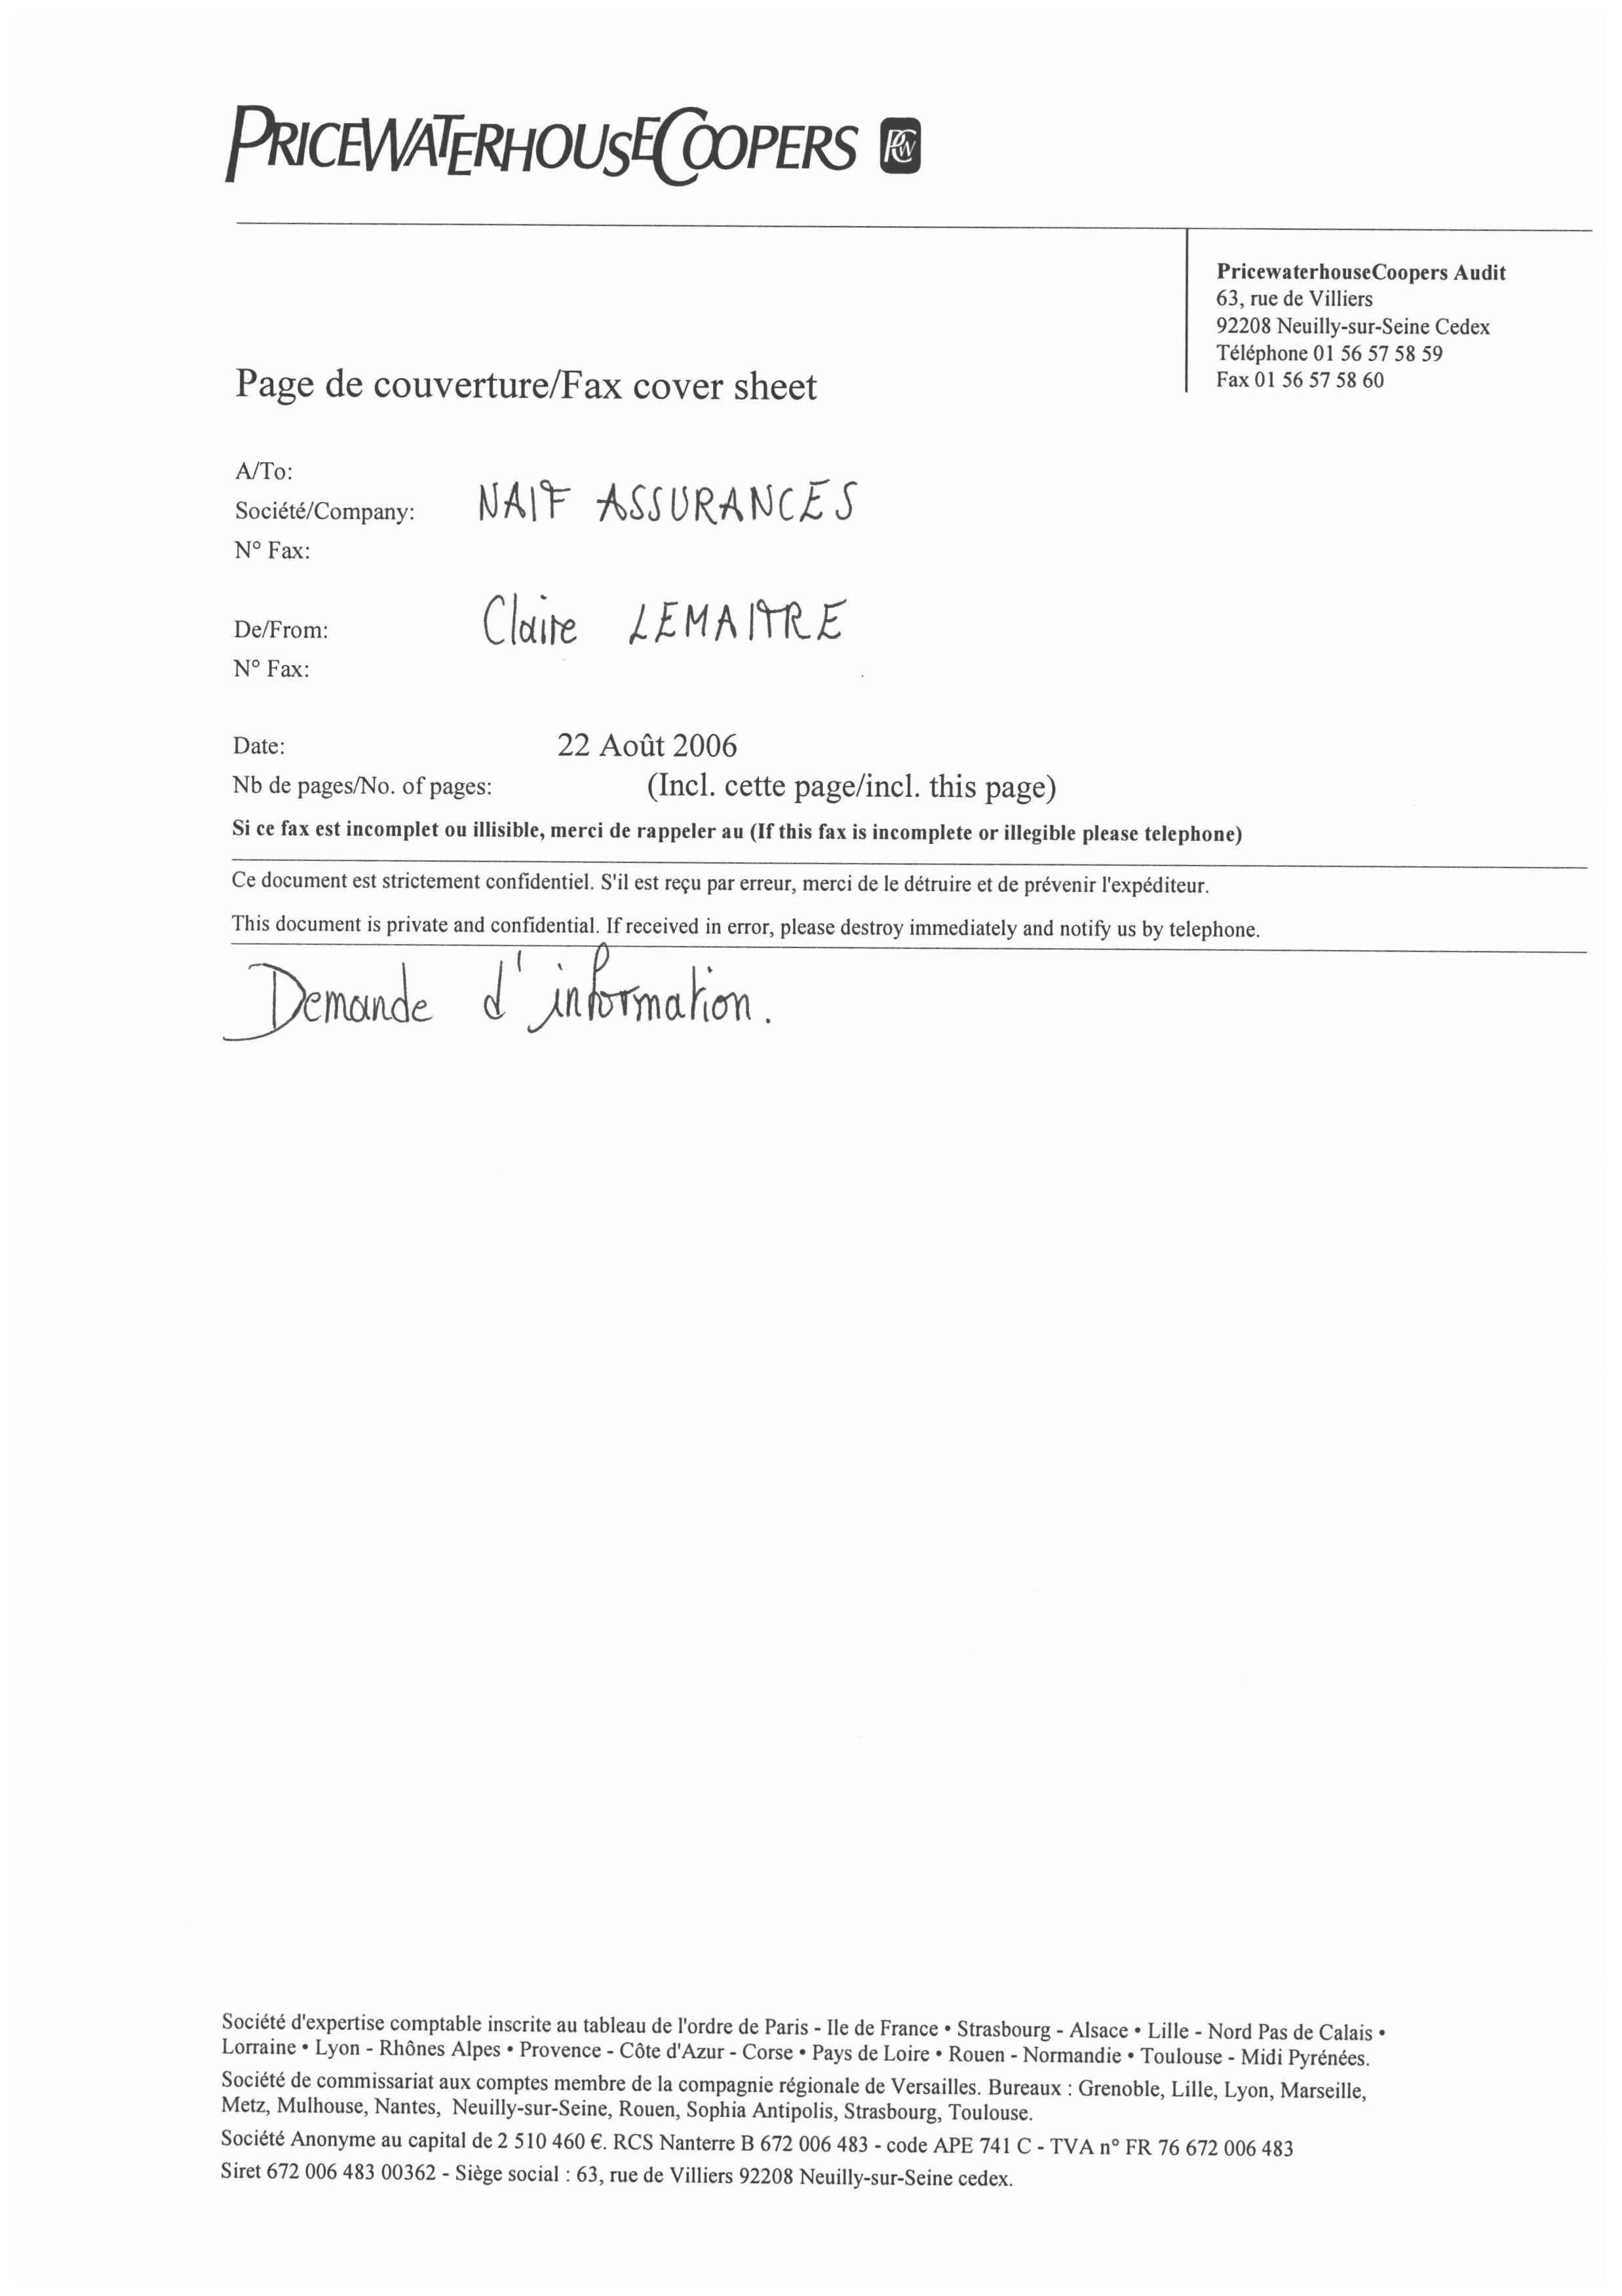 PRICEWATERHOUSECOOPERS PwC
PricewaterhouseCoopers Audit
63, rue de Villiers
92208 Neuilly-sur-Seine Cedex
Téléphone 01 56 57 58 59
Fax 01 56 57 58 60
Page de couverture/Fax cover sheet
A/To:
Société/Company: NAIF ASSURANCES
N° Fax:
De/From: Claire LEMAITRE
N° Fax:
Date: 22 Août 2006
Nb de pages/No. of pages: (Incl. cette page/incl. this page)
Si ce fax est incomplet ou illisible, merci de rappeler au (If this fax is incomplete or illegible please telephone)
Ce document est strictement confidentiel. S'il est reçu par erreur, merci de le détruire et de prévenir l'expéditeur.
This document is private and confidential. If received in error, please destroy immediately and notify us by telephone.
Demande d'information.
Société d'expertise comptable inscrite au tableau de l'ordre de Paris - Ile de France • Strasbourg - Alsace • Lille - Nord Pas de Calais •
Lorraine • Lyon - Rhônes Alpes • Provence - Côte d'Azur - Corse • Pays de Loire • Rouen - Normandie • Toulouse - Midi Pyrénées.
Société de commissariat aux comptes membre de la compagnie régionale de Versailles. Bureaux : Grenoble, Lille, Lyon, Marseille,
Metz, Mulhouse, Nantes, Neuilly-sur-Seine, Rouen, Sophia Antipolis, Strasbourg, Toulouse.
Société Anonyme au capital de 2 510 460 €. RCS Nanterre B 672 006 483 - code APE 741 C - TVA n° FR 76 672 006 483
Siret 672 006 483 00362 - Siège social : 63, rue de Villiers 92208 Neuilly-sur-Seine cedex.